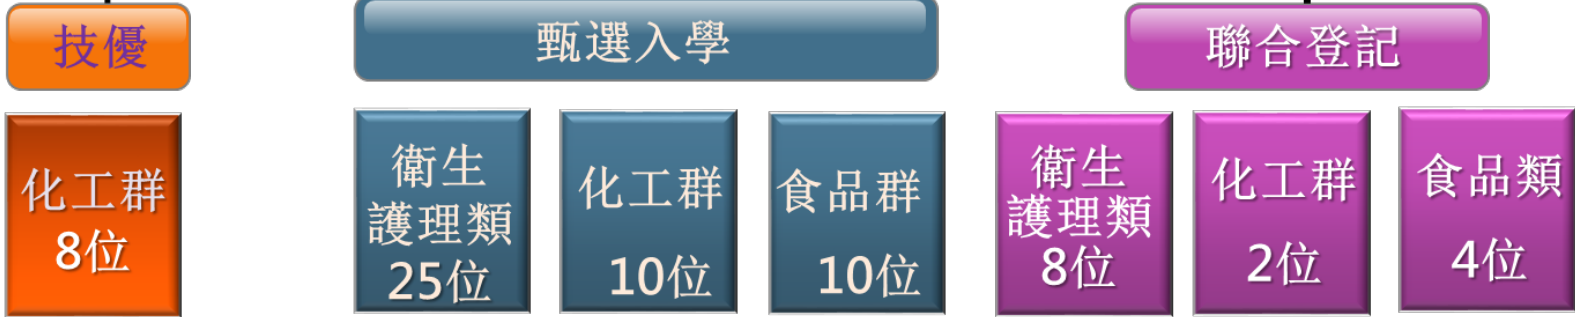 技優
甄選入學
聯合登記
化工群
8位
衛生
護理類
25位
化工群
10位
食品群
10位
衛生
護理類
8位
化工群
2位
食品類
4位